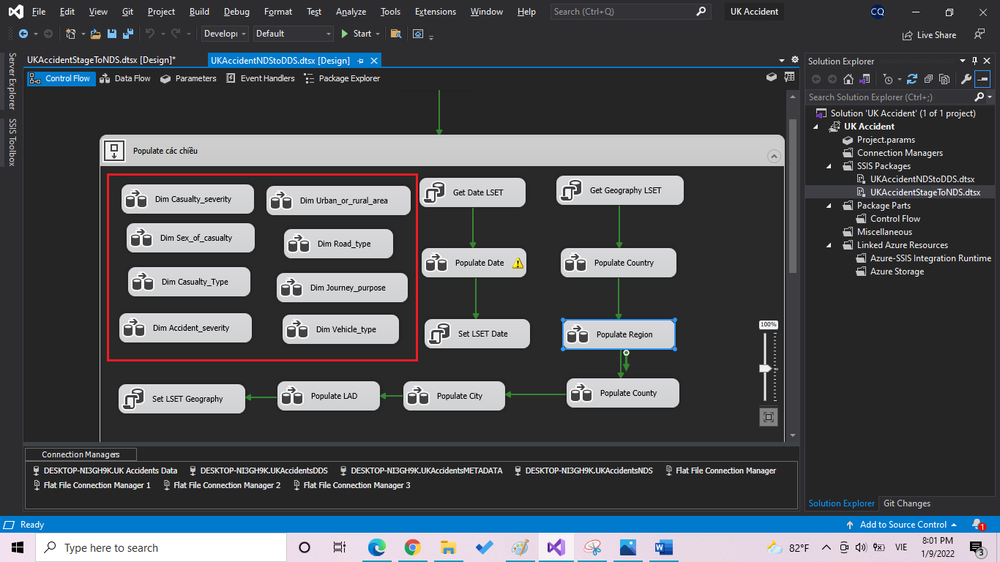 File Edit View Git Project Build Debug Format Test Analyze Tools Extensions Window Help Search (Ctrl+Q) UK Accident CQ
Developr Default Start Live Share
UKAccidentStageToNDS.dtsx [Design]* UKAccidentNDStoDDS.dtsx [Design]
Control Flow Data Flow Parameters Event Handlers Package Explorer
Server Explorer
SSIS Toolbox
Populate các chiều
Dim Casualty_severity
Dim Urban_or_rural_area
Get Date LSET
Get Geography LSET
Dim Sex_of_casualty
Dim Road_type
Populate Date
Populate Country
Dim Casualty_Type
Dim Journey_purpose
Dim Accident_severity
Dim Vehicle_type
Set LSET Date
Populate Region
Set LSET Geography
Populate LAD
Populate City
Populate County
100%
Connection Managers
DESKTOP-NI3GH9K.UK Accidents Data DESKTOP-NI3GH9K.UKAccidentsDDS DESKTOP-NI3GH9K.UKAccidentsMETADATA DESKTOP-NI3GH9K.UKAccidentsNDS Flat File Connection Manager
Flat File Connection Manager 1 Flat File Connection Manager 2 Flat File Connection Manager 3
Solution Explorer
Search Solution Explorer (Ctrl+;)
Solution 'UK Accident' (1 of 1 project)
UK Accident
Project.params
Connection Managers
SSIS Packages
UKAccidentNDStoDDS.dtsx
UKAccidentStageToNDS.dtsx
Package Parts
Control Flow
Miscellaneous
Linked Azure Resources
Azure-SSIS Integration Runtime
Azure Storage
Solution Explorer Git Changes
Ready Add to Source Control 1
Type here to search 82°F VIE 8:01 PM
1/9/2022 3